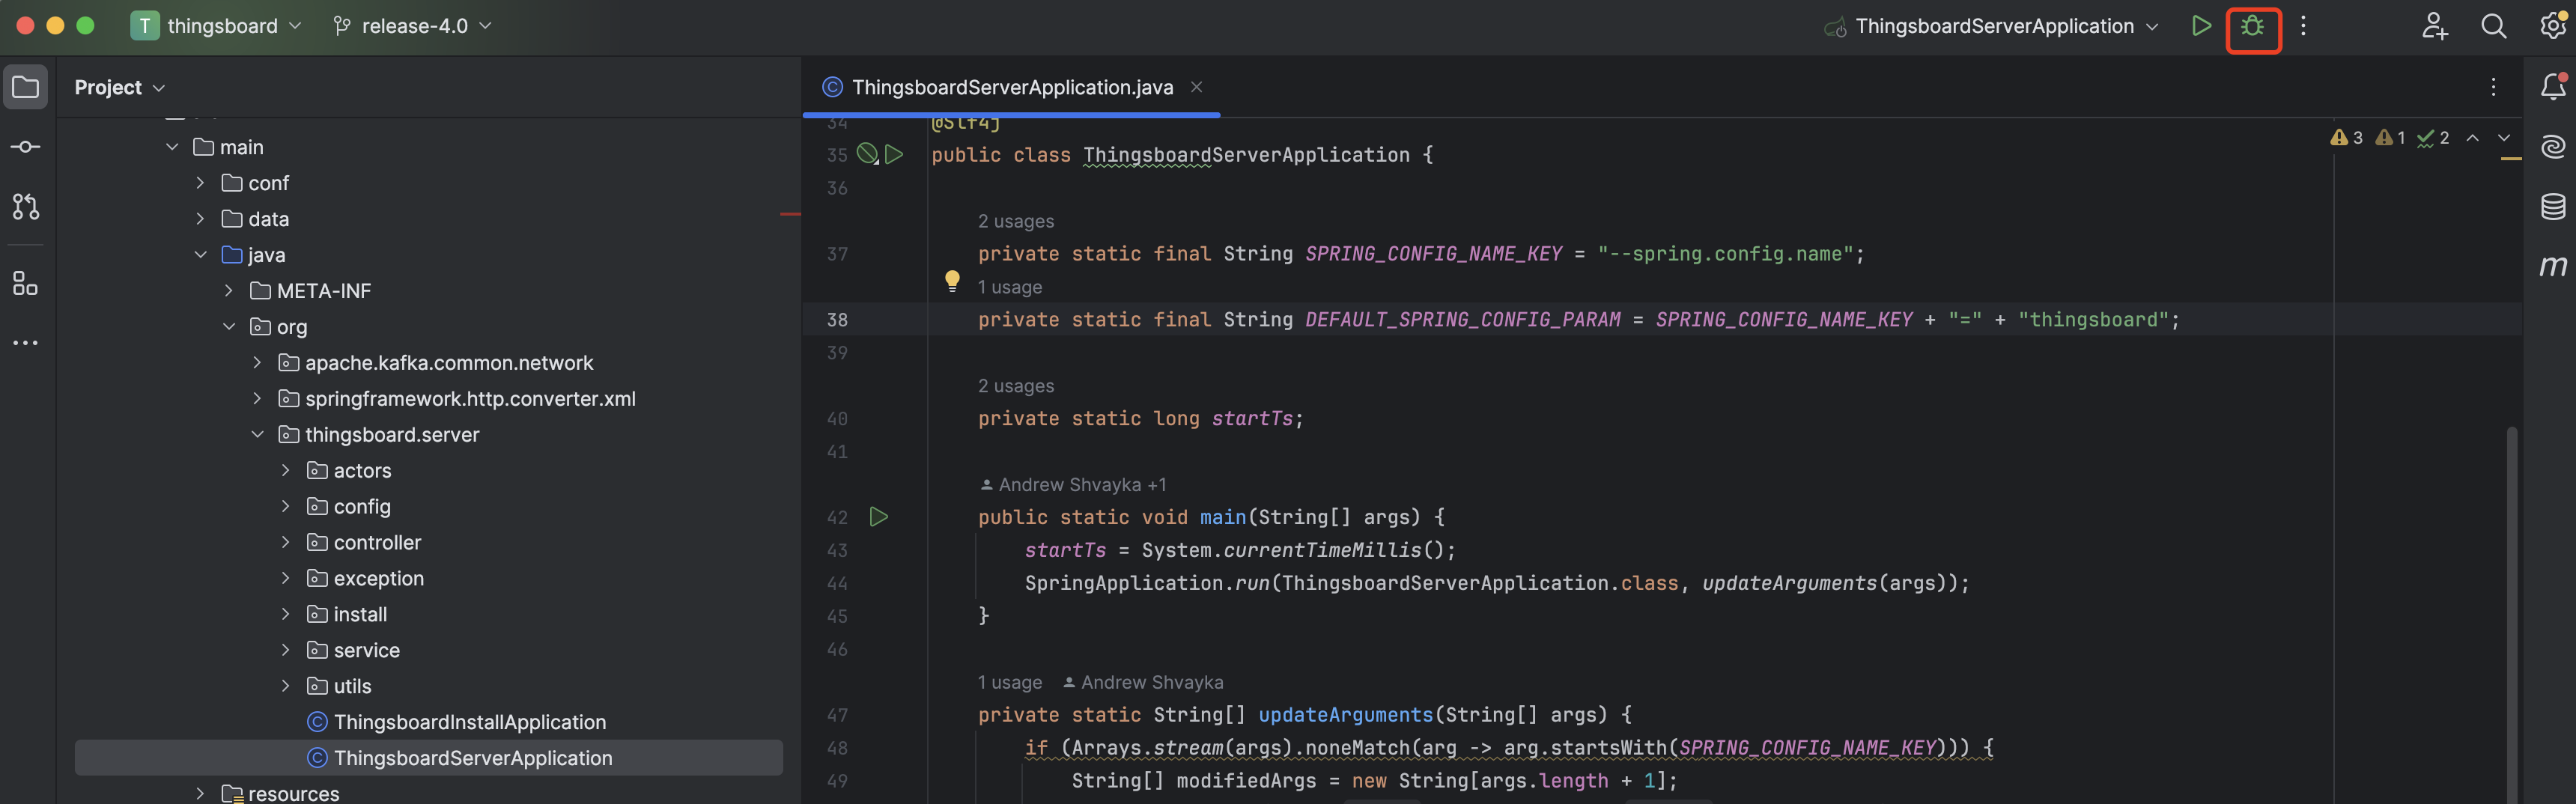 T thingsboard release-4.0 ThingsboardServerApplication
Project
main
conf
data
java
META-INF
org
apache.kafka.common.network
springframework.http.converter.xml
thingsboard.server
actors
config
controller
exception
install
service
utils
ThingsboardInstallApplication
ThingsboardServerApplication
resources
ThingsboardServerApplication.java
3 1 2
34 @Slf4j
35 public class ThingsboardServerApplication {
36
2 usages
37 private static final String SPRING_CONFIG_NAME_KEY = "--spring.config.name";
1 usage
38 private static final String DEFAULT_SPRING_CONFIG_PARAM = SPRING_CONFIG_NAME_KEY + "=" + "thingsboard";
39
2 usages
40 private static long startTs;
41
Andrew Shvayka +1
42 public static void main(String[] args) {
43 startTs = System.currentTimeMillis();
44 SpringApplication.run(ThingsboardServerApplication.class, updateArguments(args));
45 }
46
1 usage Andrew Shvayka
47 private static String[] updateArguments(String[] args) {
48 if (Arrays.stream(args).noneMatch(arg -> arg.startsWith(SPRING_CONFIG_NAME_KEY))) {
49 String[] modifiedArgs = new String[args.length + 1];
m